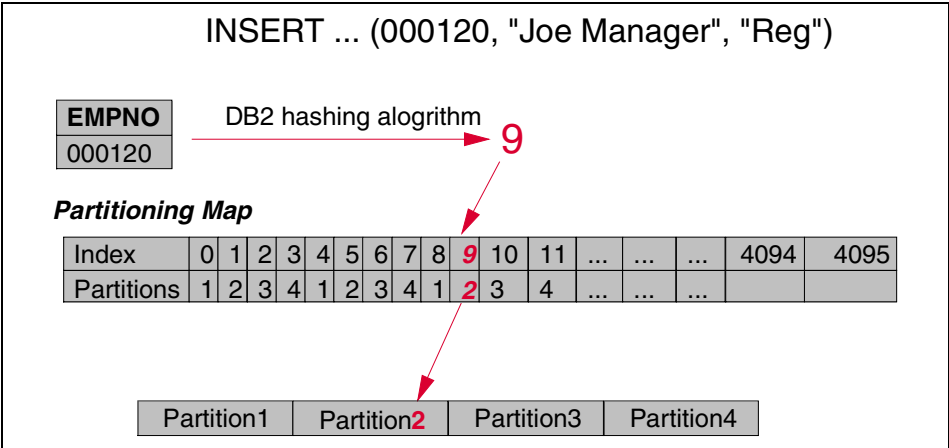 INSERT ... (000120, "Joe Manager", "Reg")
EMPNO
DB2 hashing alogrithm
9
000120
Partitioning Map
Index 0 1 2 3 4 5 6 7 8 9 10 11 ... ... ... 4094 4095
Partitions 1 2 3 4 1 2 3 4 1 2 3 4 ... ... ...
Partition1 Partition2 Partition3 Partition4